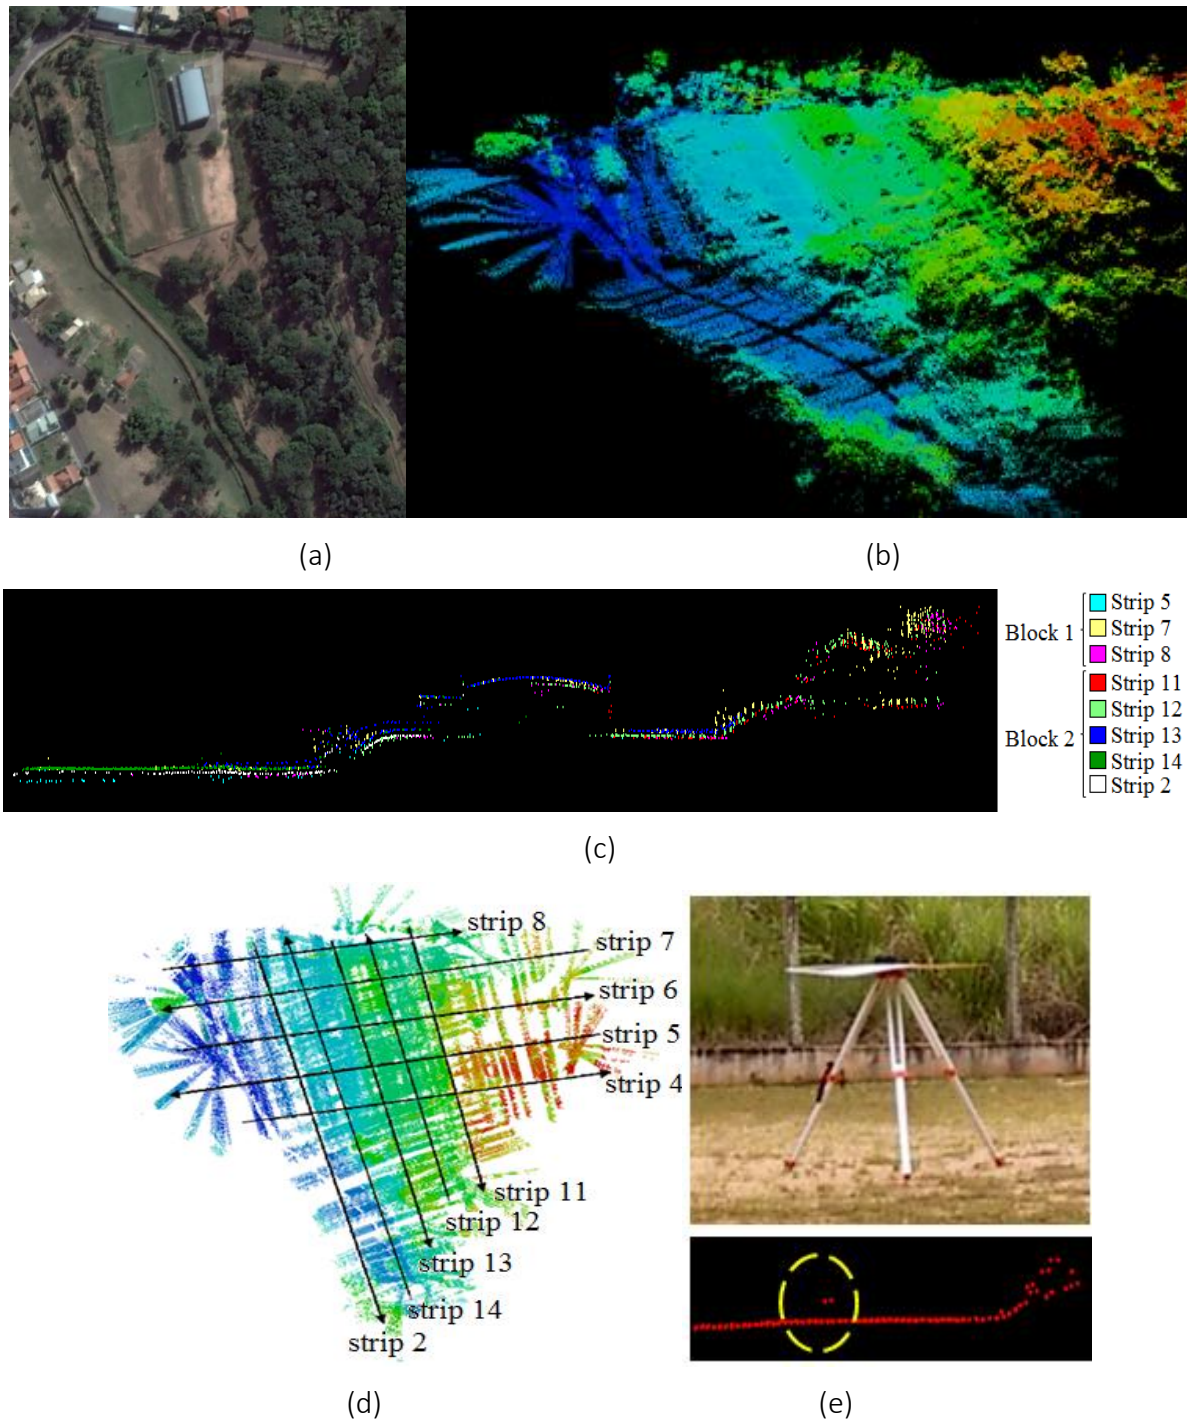 (a)
(b)
Block 1
Strip 5
Strip 7
Strip 8
Block 2
Strip 11
Strip 12
Strip 13
Strip 14
Strip 2
(c)
strip 8
strip 7
strip 6
strip 5
strip 4
strip 11
strip 12
strip 13
strip 14
strip 2
(d)
(e)